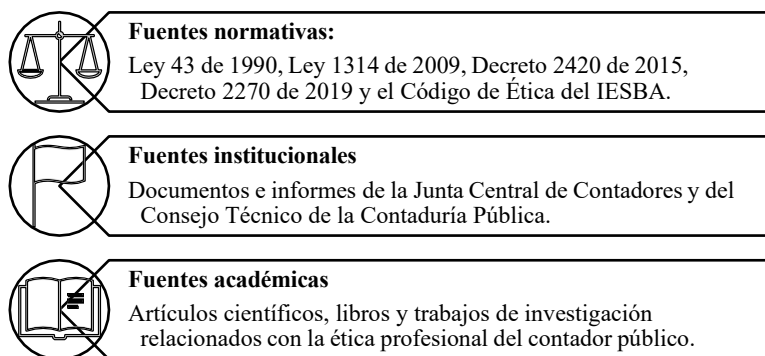 Fuentes normativas:
Ley 43 de 1990, Ley 1314 de 2009, Decreto 2420 de 2015,
Decreto 2270 de 2019 y el Código de Ética del IESBA.
Fuentes institucionales
Documentos e informes de la Junta Central de Contadores y del
Consejo Técnico de la Contaduría Pública.
Fuentes académicas
Artículos científicos, libros y trabajos de investigación
relacionados con la ética profesional del contador público.